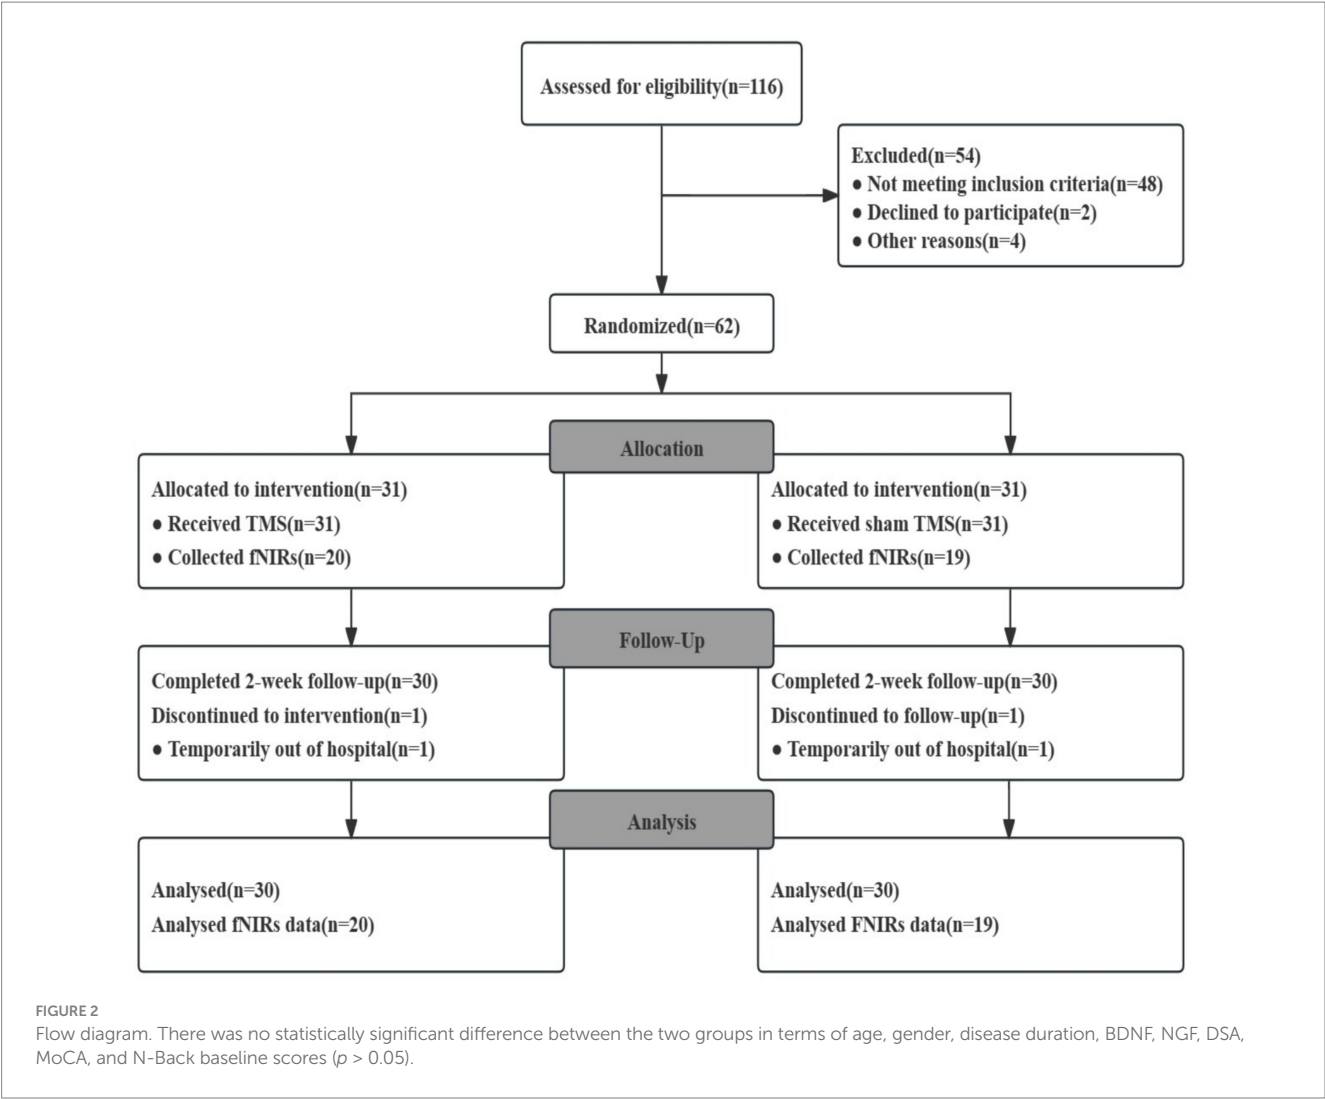 Assessed for eligibility(n=116)
Excluded(n=54)
● Not meeting inclusion criteria(n=48)
● Declined to participate(n=2)
● Other reasons(n=4)
Randomized(n=62)
Allocation
Allocated to intervention(n=31)
● Received TMS(n=31)
● Collected fNIRs(n=20)
Allocated to intervention(n=31)
● Received sham TMS(n=31)
● Collected fNIRs(n=19)
Follow-Up
Completed 2-week follow-up(n=30)
Discontinued to intervention(n=1)
● Temporarily out of hospital(n=1)
Completed 2-week follow-up(n=30)
Discontinued to follow-up(n=1)
● Temporarily out of hospital(n=1)
Analysis
Analysed(n=30)
Analysed fNIRs data(n=20)
Analysed(n=30)
Analysed FNIRs data(n=19)
FIGURE 2
Flow diagram. There was no statistically significant difference between the two groups in terms of age, gender, disease duration, BDNF, NGF, DSA,
MoCA, and N-Back baseline scores (p > 0.05).